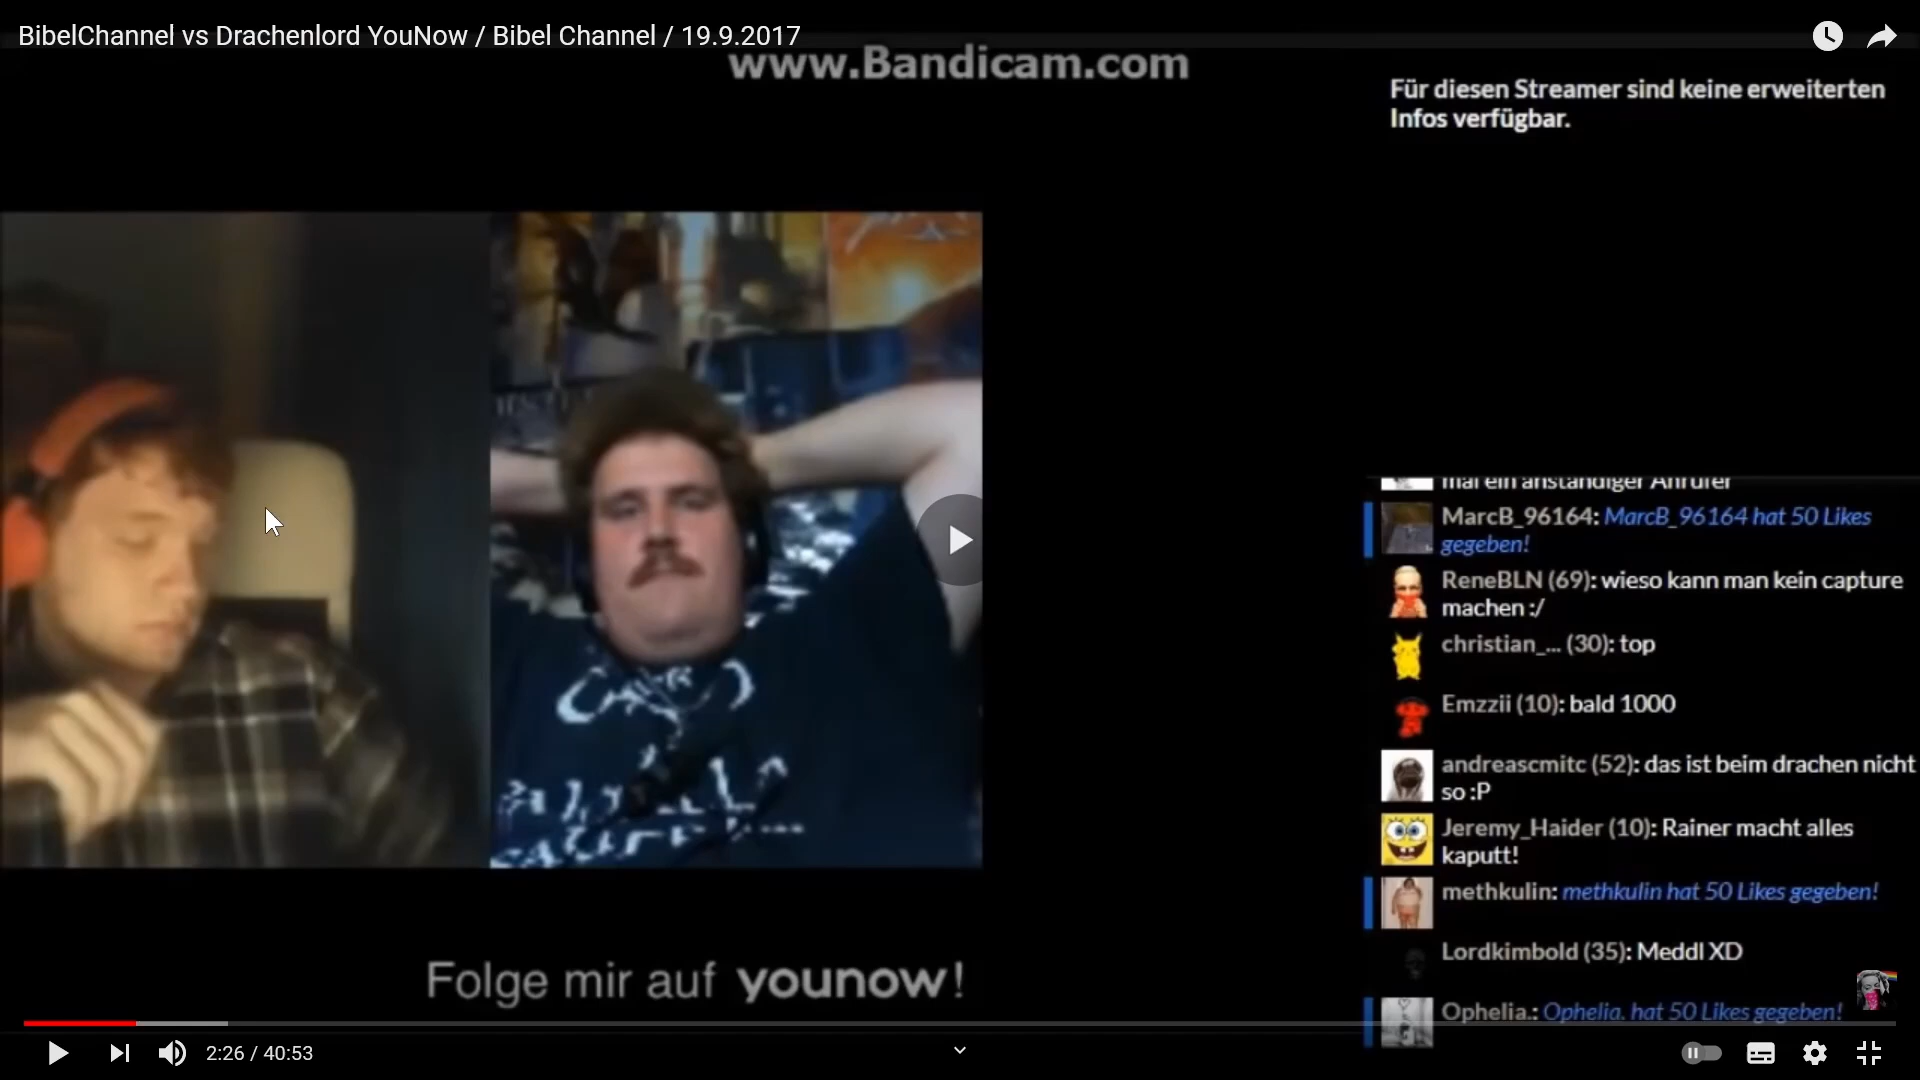 BibelChannel vs Drachenlord YouNow / Bibel Channel / 19.9.2017
www.Bandicam.com
Für diesen Streamer sind keine erweiterten
Infos verfügbar.
mal ein anständiger Anrufer
MarcB_96164: MarcB_96164 hat 50 Likes
gegeben!
ReneBLN (69): wieso kann man kein capture
machen :/
christian_... (30): top
Emzzii (10): bald 1000
andreascmitc (52): das ist beim drachen nicht
so :P
Jeremy_Haider (10): Rainer macht alles
kaputt!
methkulin: methkulin hat 50 Likes gegeben!
Lordkimbold (35): Meddl XD
Ophelia.: Ophelia. hat 50 Likes gegeben!
Folge mir auf younow!
2:26 / 40:53